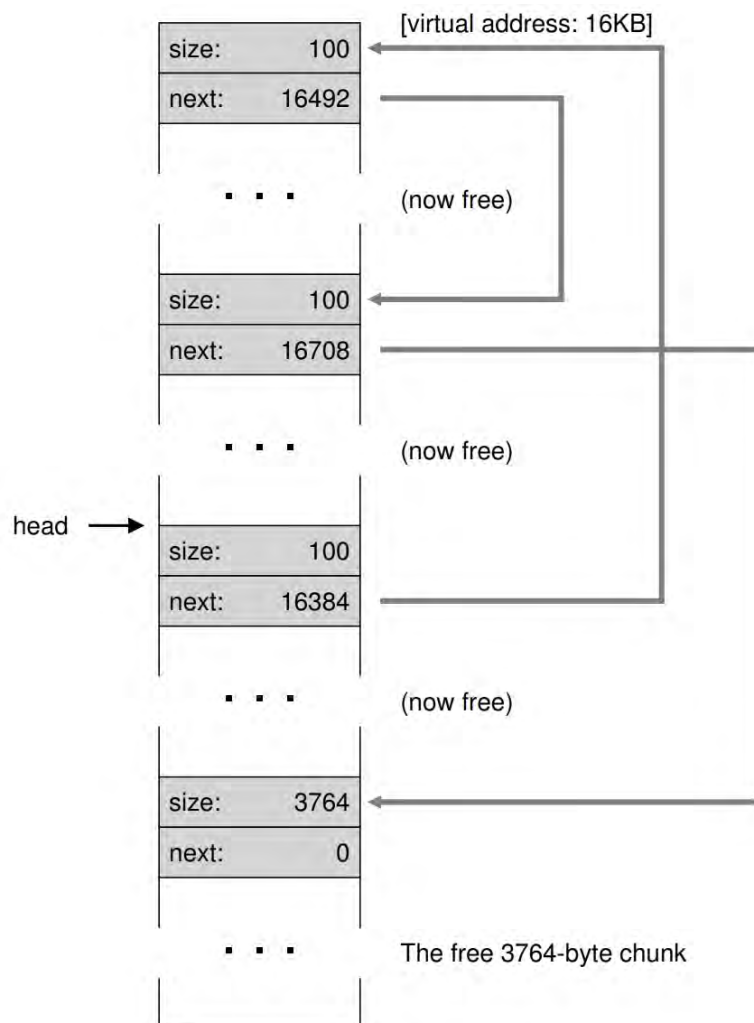 [virtual address: 16KB]
size: 100
next: 16492
. . .
(now free)
size: 100
next: 16708
. . .
(now free)
head
size: 100
next: 16384
. . .
(now free)
size: 3764
next: 0
. . .
The free 3764-byte chunk